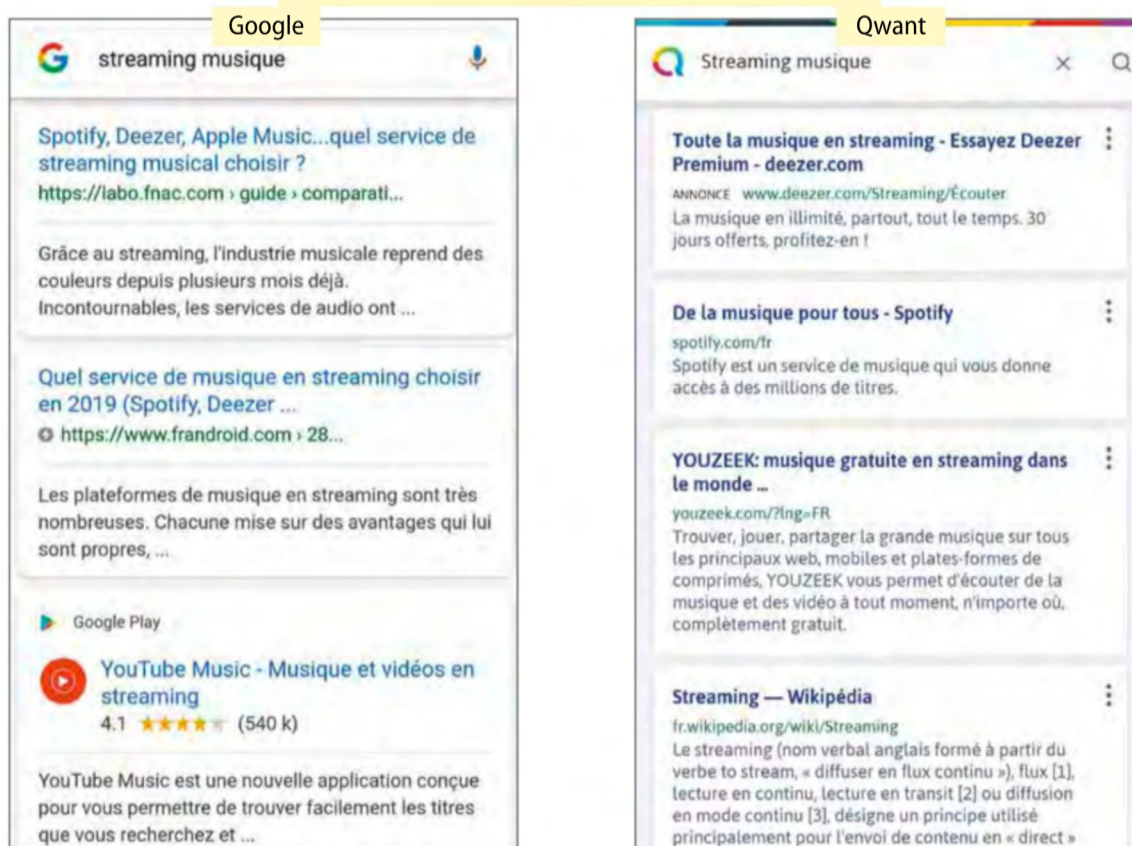 Google
streaming musique
Spotify, Deezer, Apple Music...quel service de
streaming musical choisir ?
https://labo.fnac.com › guide › comparati...
Grâce au streaming, l'industrie musicale reprend des
couleurs depuis plusieurs mois déjà.
Incontournables, les services de audio ont ...
Quel service de musique en streaming choisir
en 2019 (Spotify, Deezer ...
https://www.frandroid.com › 28...
Les plateformes de musique en streaming sont très
nombreuses. Chacune mise sur des avantages qui lui
sont propres, ...
Google Play
YouTube Music - Musique et vidéos en
streaming
4.1 ★★★★★ (540 k)
YouTube Music est une nouvelle application conçue
pour vous permettre de trouver facilement les titres
que vous recherchez et ...
Qwant
Streaming musique
Toute la musique en streaming - Essayez Deezer
Premium - deezer.com
ANNONCE www.deezer.com/Streaming/Écouter
La musique en illimité, partout, tout le temps. 30
jours offerts, profitez-en !
De la musique pour tous - Spotify
spotify.com/fr
Spotify est un service de musique qui vous donne
accès à des millions de titres.
YOUZEEK: musique gratuite en streaming dans
le monde ...
youzeek.com/?lng=FR
Trouver, jouer, partager la grande musique sur tous
les principaux web, mobiles et plates-formes de
comprimés, YOUZEEK vous permet d'écouter de la
musique et des vidéo à tout moment, n'importe où,
complètement gratuit.
Streaming — Wikipédia
fr.wikipedia.org/wiki/Streaming
Le streaming (nom verbal anglais formé à partir du
verbe to stream, « diffuser en flux continu »), flux [1],
lecture en continu, lecture en transit [2] ou diffusion
en mode continu [3], désigne un principe utilisé
principalement pour l'envoi de contenu en « direct »